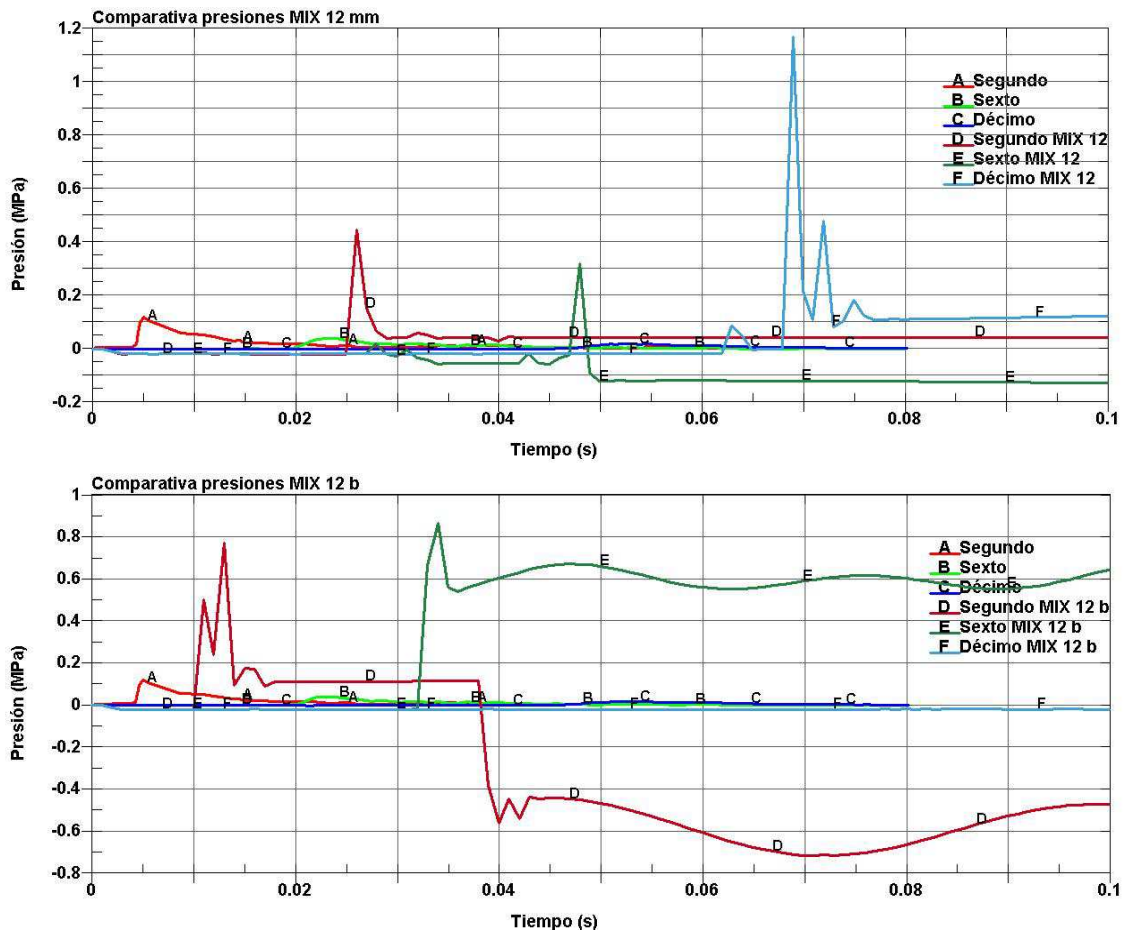 Comparativa presiones MIX 12 mm
1.2
1
0.8
0.6
0.4
0.2
0
-0.2
Presión (MPa)
A Segundo
B Sexto
C Décimo
D Segundo MIX 12
E Sexto MIX 12
F Décimo MIX 12
0 0.02 0.04 0.06 0.08 0.1
Tiempo (s)
Comparativa presiones MIX 12 b
1
0.8
0.6
0.4
0.2
0
-0.2
-0.4
-0.6
-0.8
Presión (MPa)
A Segundo
B Sexto
C Décimo
D Segundo MIX 12 b
E Sexto MIX 12 b
F Décimo MIX 12 b
0 0.02 0.04 0.06 0.08 0.1
Tiempo (s)